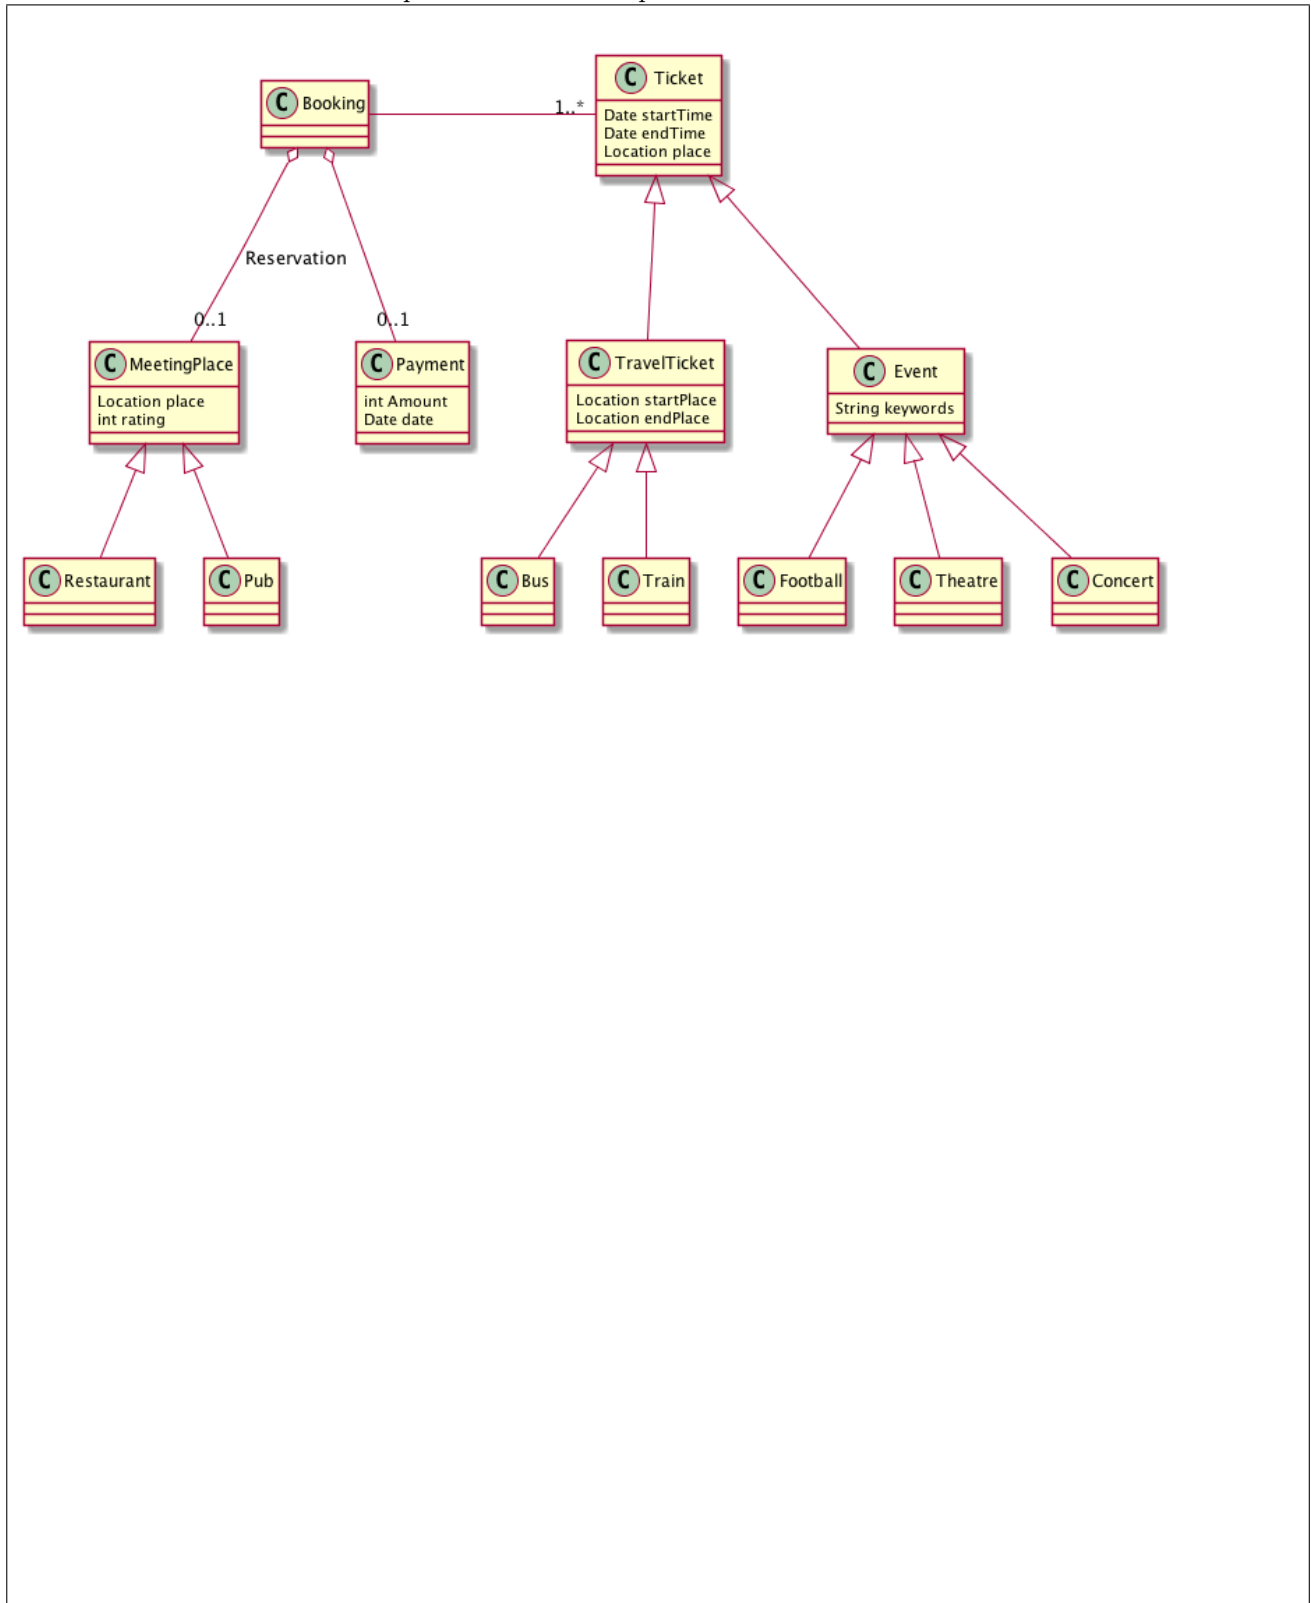 C Ticket
Date startTime
Date endTime
Location place
C Booking
1..*
Reservation
0..1
0..1
C MeetingPlace
Location place
int rating
C Payment
int Amount
Date date
C TravelTicket
Location startPlace
Location endPlace
C Event
String keywords
C Restaurant
C Pub
C Bus
C Train
C Football
C Theatre
C Concert